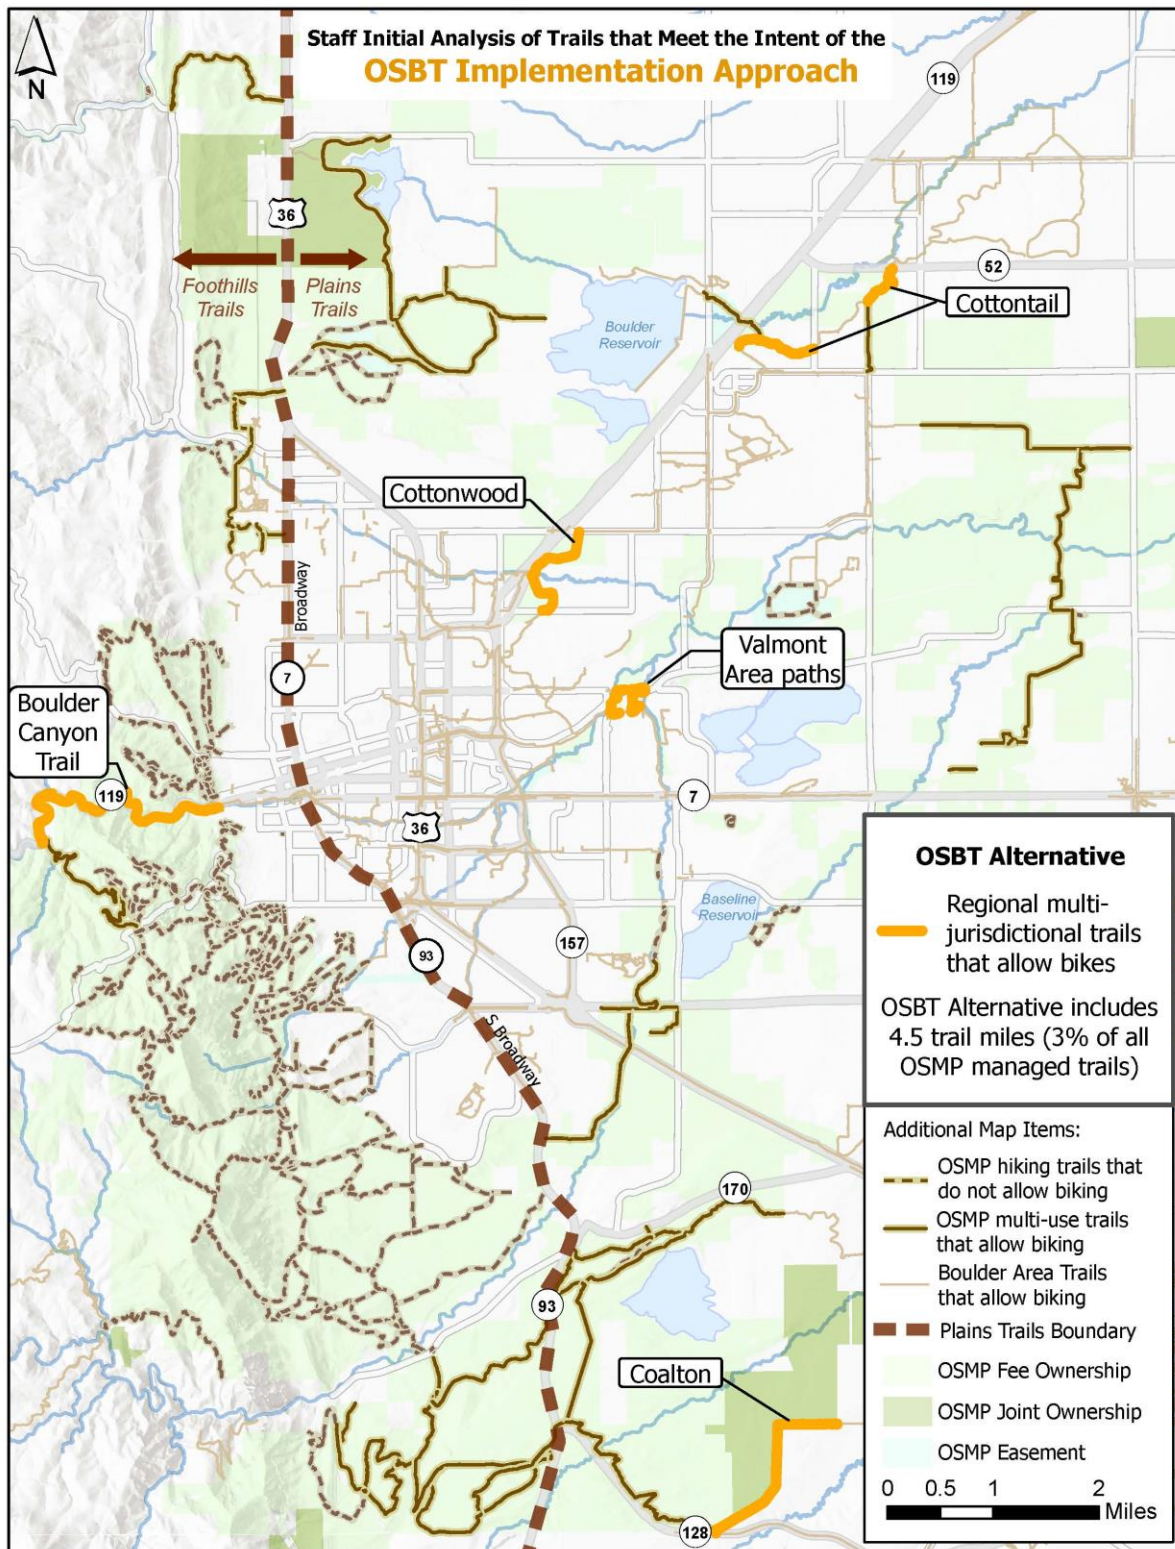 Staff Initial Analysis of Trails that Meet the Intent of the
OSBT Implementation Approach
N
119
36
Foothills
Trails
Plains
Trails
52
Cottontail
Boulder
Reservoir
Cottonwood
Broadway
Valmont
Area paths
7
Boulder
Canyon
Trail
119
7
36
Baseline
Reservoir
157
93
S Broadway
170
93
Coalton
128
OSBT Alternative
Regional multi-
jurisdictional trails
that allow bikes
OSBT Alternative includes
4.5 trail miles (3% of all
OSMP managed trails)
Additional Map Items:
OSMP hiking trails that
do not allow biking
OSMP multi-use trails
that allow biking
Boulder Area Trails
that allow biking
Plains Trails Boundary
OSMP Fee Ownership
OSMP Joint Ownership
OSMP Easement
0 0.5 1 2
Miles